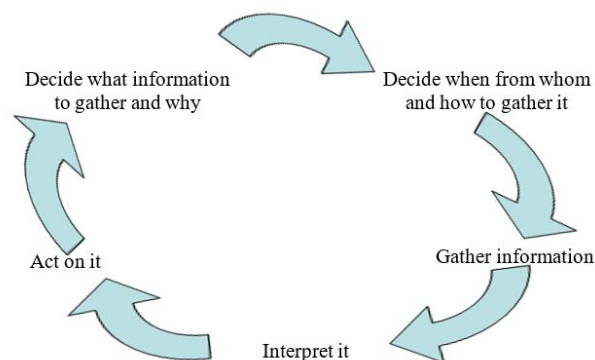 Decide what information
to gather and why
Decide when from whom
and how to gather it
Gather information
Interpret it
Act on it